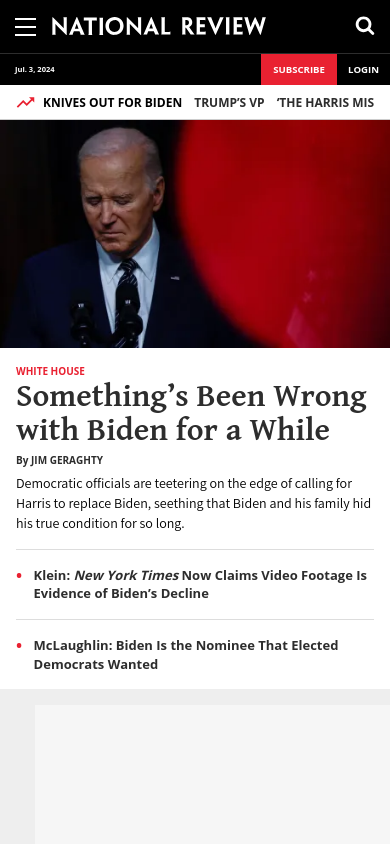 NATIONAL REVIEW
Jul. 3, 2024
SUBSCRIBE
LOGIN
KNIVES OUT FOR BIDEN TRUMP’S VP ‘THE HARRIS MIS
WHITE HOUSE
Something’s Been Wrong
with Biden for a While
By JIM GERAGHTY
Democratic officials are teetering on the edge of calling for
Harris to replace Biden, seething that Biden and his family hid
his true condition for so long.
Klein: New York Times Now Claims Video Footage Is
Evidence of Biden’s Decline
McLaughlin: Biden Is the Nominee That Elected
Democrats Wanted